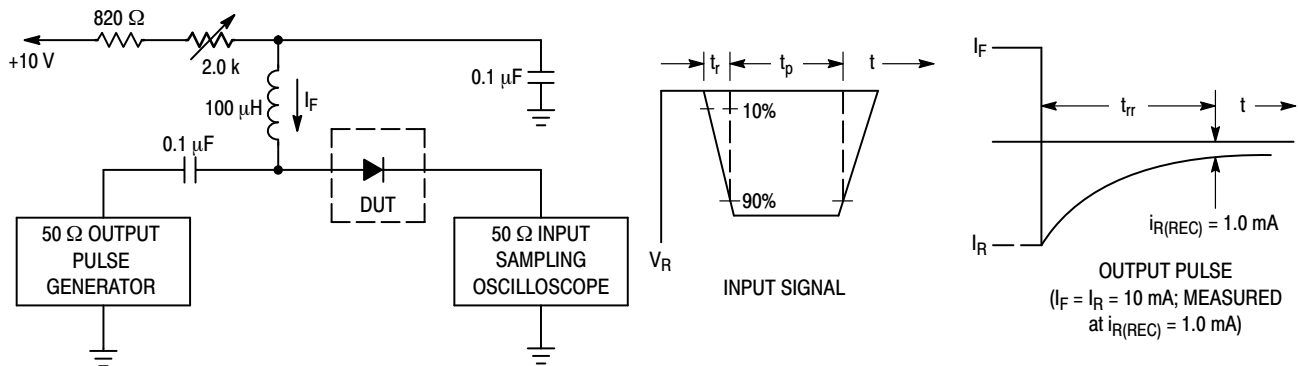 820 Ω
+10 V
2.0 k
100 μH
I_F
0.1 μF
0.1 μF
DUT
50 Ω OUTPUT
PULSE
GENERATOR
50 Ω INPUT
SAMPLING
OSCILLOSCOPE
t_r
t_p
t
10%
90%
V_R
INPUT SIGNAL
I_F
t_rr
t
I_R
i_R(REC) = 1.0 mA
OUTPUT PULSE
(I_F = I_R = 10 mA; MEASURED
at i_R(REC) = 1.0 mA)